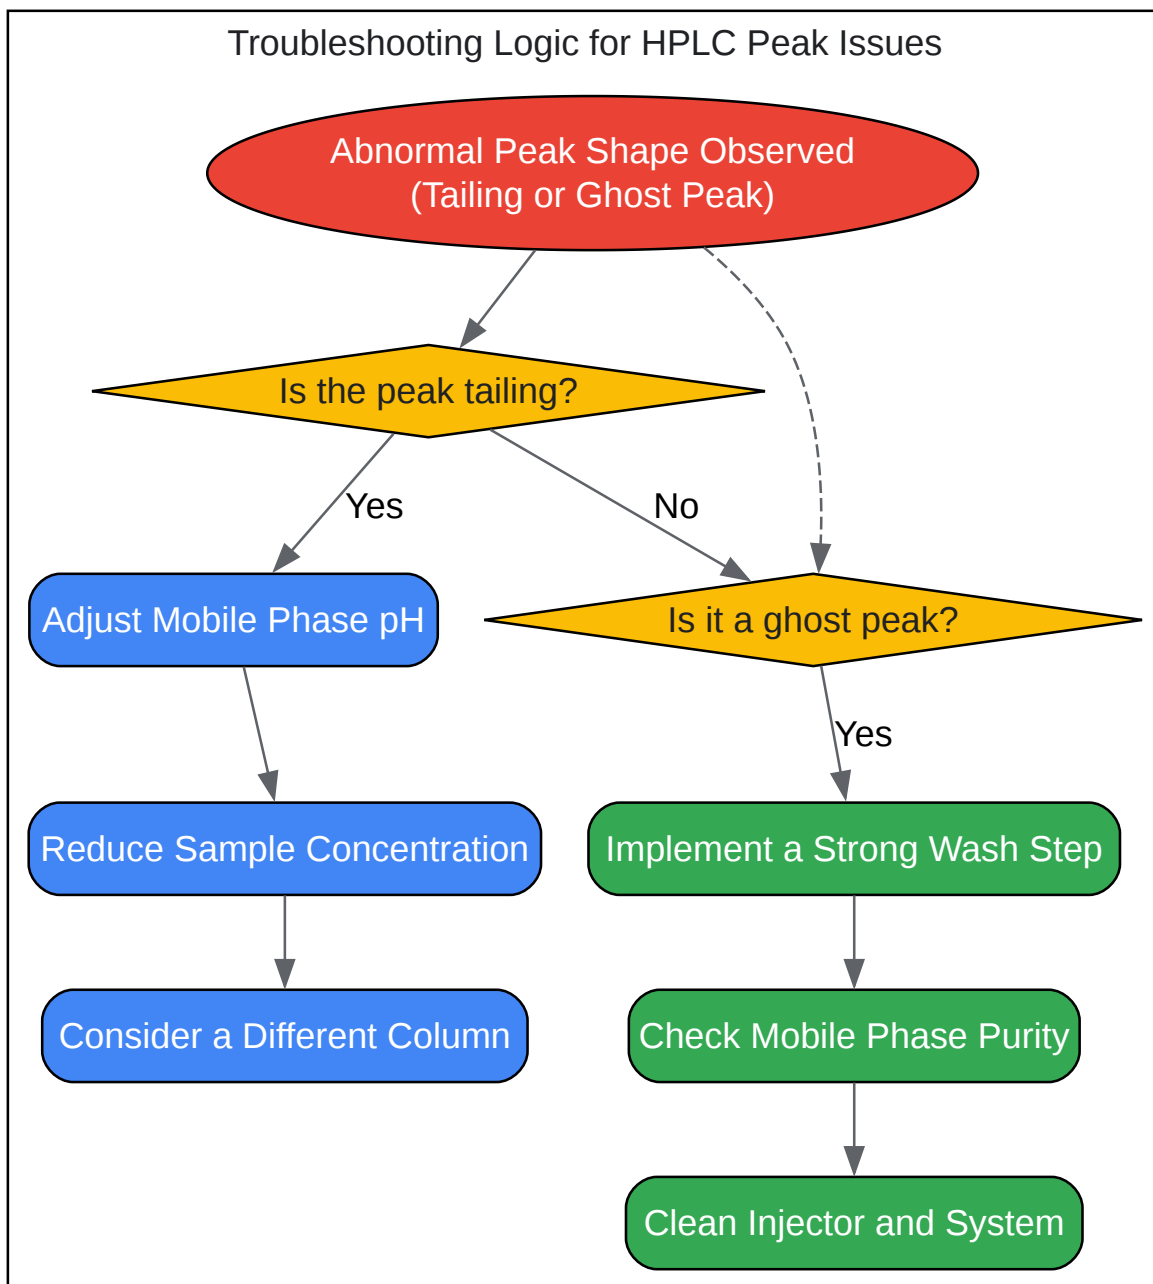 Troubleshooting Logic for HPLC Peak Issues
Abnormal Peak Shape Observed
(Tailing or Ghost Peak)
Is the peak tailing?
Yes
No
Adjust Mobile Phase pH
Is it a ghost peak?
Yes
Reduce Sample Concentration
Implement a Strong Wash Step
Consider a Different Column
Check Mobile Phase Purity
Clean Injector and System